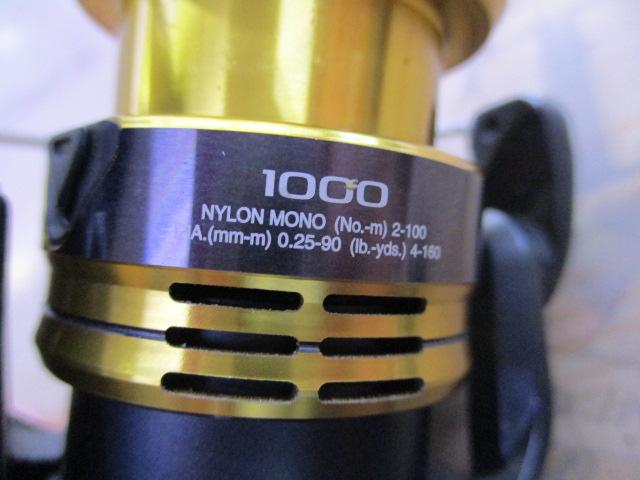 1000
NYLON MONO (No.-m) 2-100
A.(mm-m) 0.25-90 (lb.-yds.) 4-160